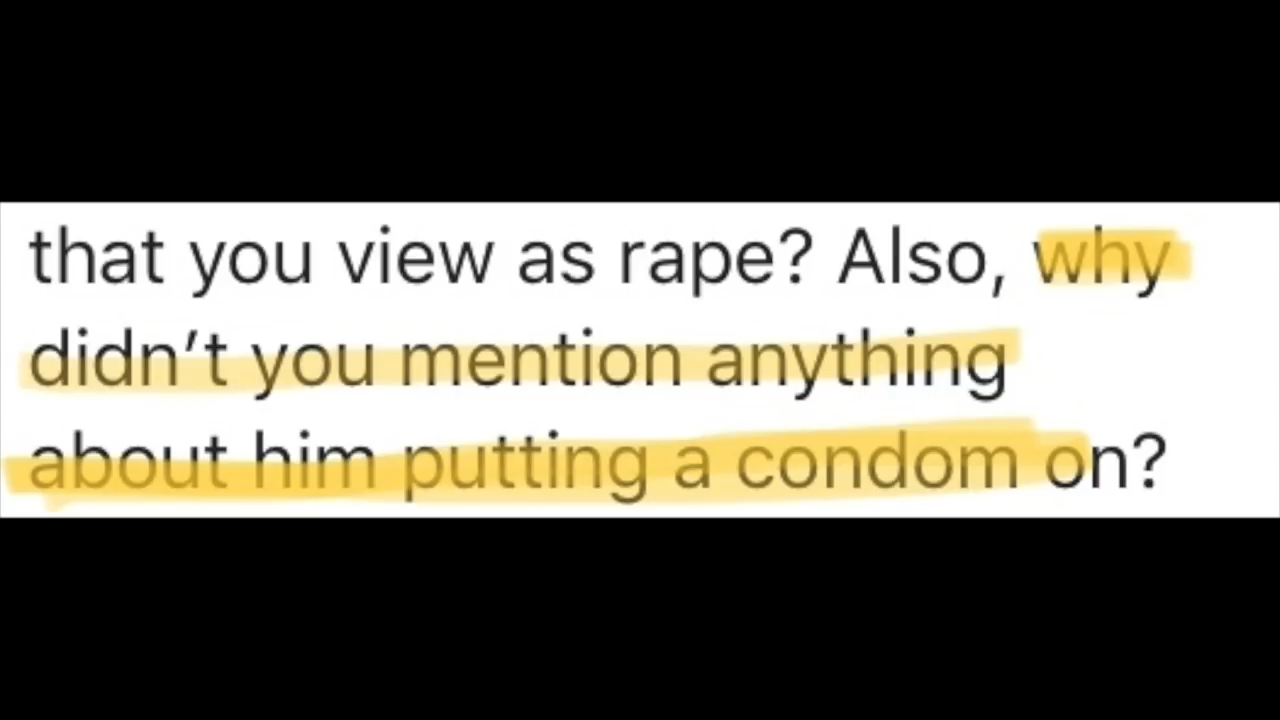 that you view as rape? Also, why
didn’t you mention anything
about him putting a condom on?